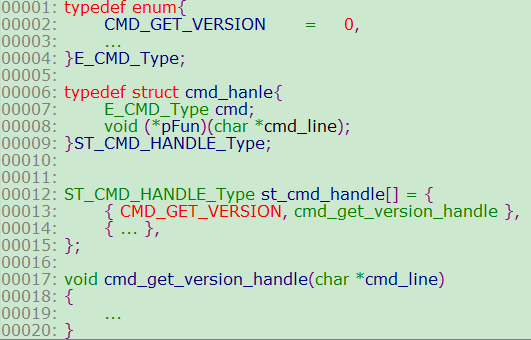 00001: typedef enum{
00002: CMD_GET_VERSION = 0,
00003: ...
00004: }E_CMD_Type;
00005:
00006: typedef struct cmd_hanle{
00007: E_CMD_Type cmd;
00008: void (*pFun)(char *cmd_line);
00009: }ST_CMD_HANDLE_Type;
00010:
00011:
00012: ST_CMD_HANDLE_Type st_cmd_handle[] = {
00013: { CMD_GET_VERSION, cmd_get_version_handle },
00014: { ... },
00015: };
00016:
00017: void cmd_get_version_handle(char *cmd_line)
00018: {
00019: ...
00020: }